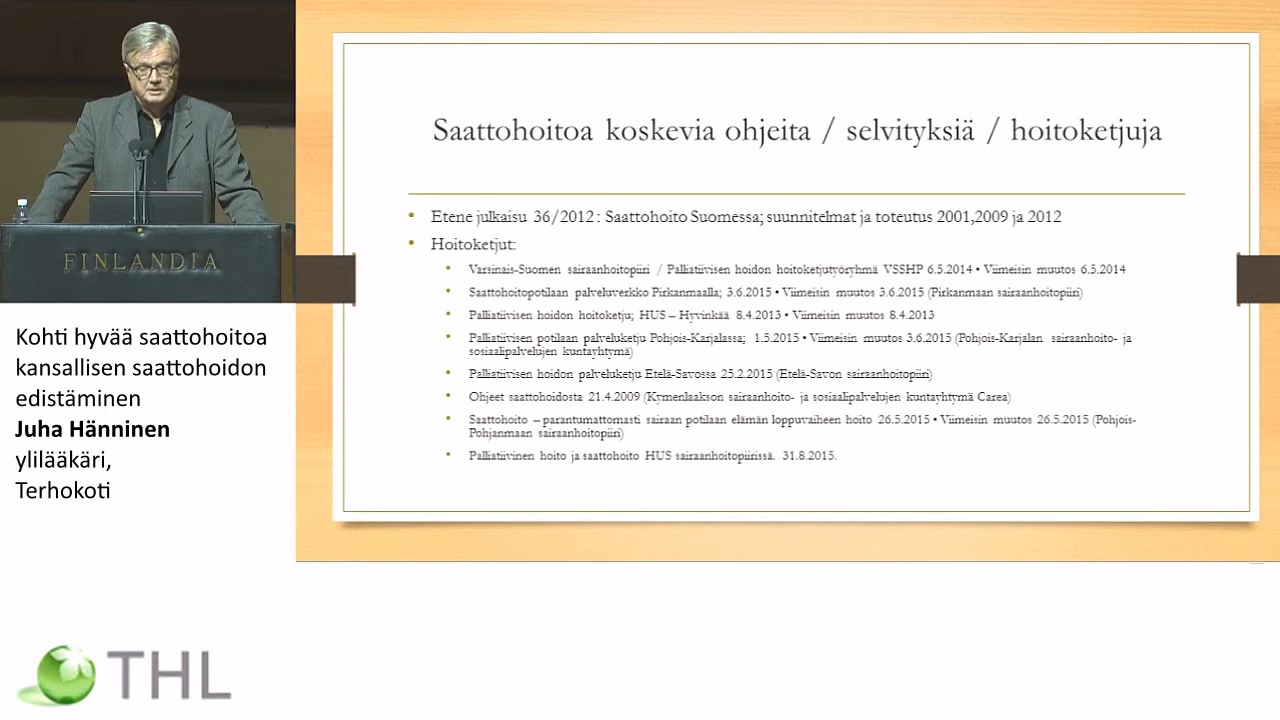 FINLANDIA
Kohti hyvää saattohoitoa
kansallisen saattohoidon
edistäminen
Juha Hänninen
ylilääkäri,
Terhokoti
THL
Saattohoitoa koskevia ohjeita / selvityksiä / hoitoketjuja
• Etene julkaisu 36/2012 : Saattohoito Suomessa; suunnitelmat ja toteutus 2001,2009 ja 2012
• Hoitoketjut:
• Varsinais-Suomen sairaanhoitopiiri / Palliatiivisen hoidon hoitoketjutyöryhmä VSSHP 6.5.2014 • Viimeisin muutos 6.5.2014
• Saattohoitopotilaan palveluverkko Pirkanmaalla; 3.6.2015 • Viimeisin muutos 3.6.2015 (Pirkanmaan sairaanhoitopiiri)
• Palliatiivisen hoidon hoitoketju; HUS – Hyvinkää 8.4.2013 • Viimeisin muutos 8.4.2013
• Palliatiivisen potilaan palveluketju Pohjois-Karjalassa; 1.5.2015 • Viimeisin muutos 3.6.2015 (Pohjois-Karjalan sairaanhoito- ja
sosiaalipalvelujen kuntayhtymä)
• Palliatiivisen hoidon palveluketju Etelä-Savossa 25.2.2015 (Etelä-Savon sairaanhoitopiiri)
• Ohjeet saattohoidosta 21.4.2009 (Kymenlaakson sairaanhoito- ja sosiaalipalvelujen kuntayhtymä Carea)
• Saattohoito – parantumattomasti sairaan potilaan elämän loppuvaiheen hoito 26.5.2015 • Viimeisin muutos 26.5.2015 (Pohjois-
Pohjanmaan sairaanhoitopiiri)
• Palliatiivinen hoito ja saattohoito HUS sairaanhoitopiirissä. 31.8.2015.